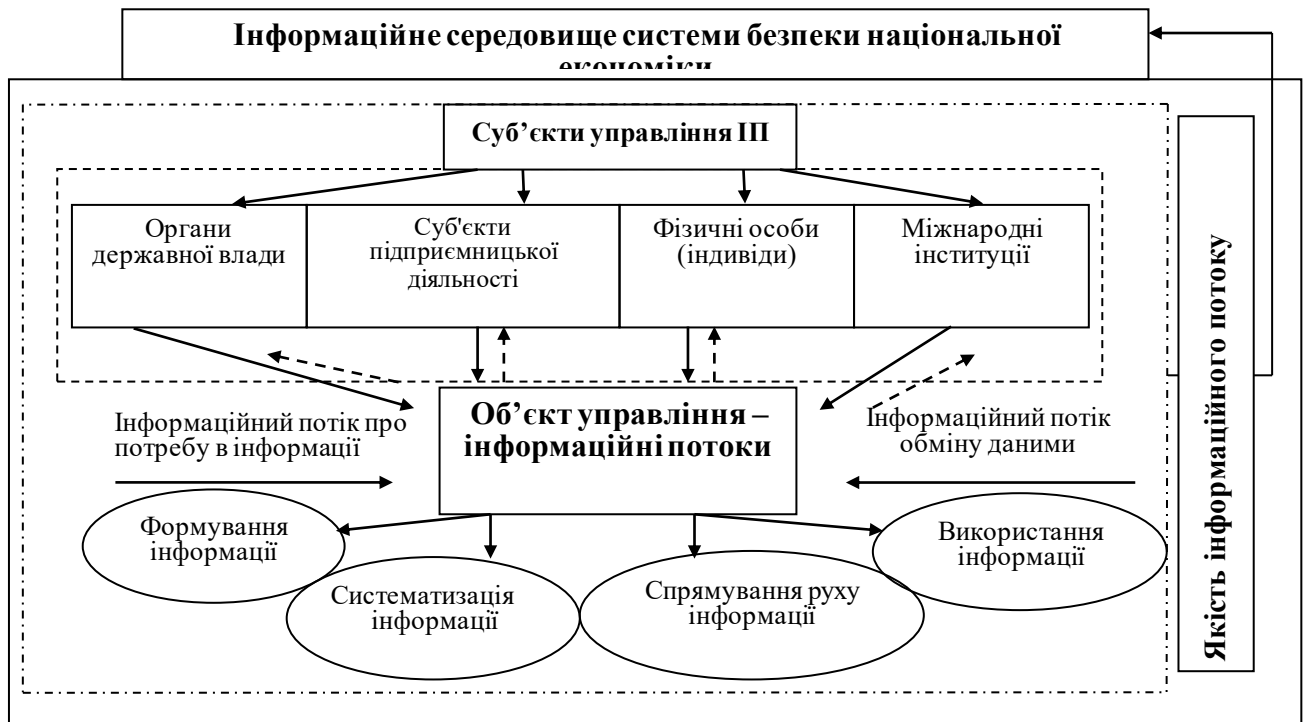 Інформаційне середовище системи безпеки національної
економіки
Суб’єкти управління ІП
Органи
державної влади
Суб'єкти
підприємницької
діяльності
Фізичні особи
(індивіди)
Міжнародні
інституції
Інформаційний потік про
потребу в інформації
Об’єкт управління –
інформаційні потоки
Інформаційний потік
обміну даними
Формування
інформації
Систематизація
інформації
Спрямування руху
інформації
Використання
інформації
Якість інформаційного потоку